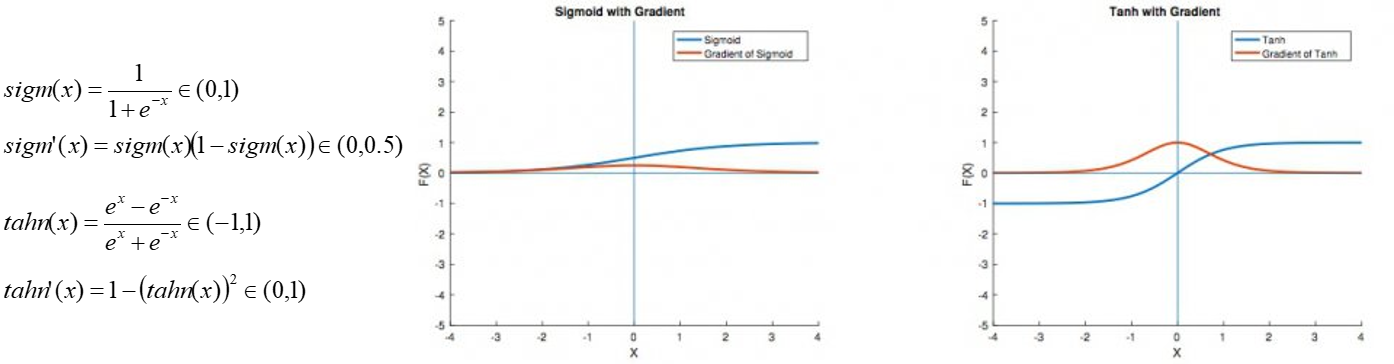 sigm(x) = 1 / (1 + e^{-x}) ∈ (0,1)
sigm'(x) = sigm(x)(1 − sigm(x)) ∈ (0,0.5)
tahn(x) = (e^x − e^{-x}) / (e^x + e^{-x}) ∈ (−1,1)
tahn'(x) = 1 − (tahn(x))^2 ∈ (0,1)
Sigmoid with Gradient
Sigmoid
Gradient of Sigmoid
F(X)
5
4
3
2
1
0
-1
-2
-3
-4
-5
-4 -3 -2 -1 0 1 2 3 4
X
Tanh with Gradient
Tanh
Gradient of Tanh
F(X)
5
4
3
2
1
0
-1
-2
-3
-4
-5
-4 -3 -2 -1 0 1 2 3 4
X